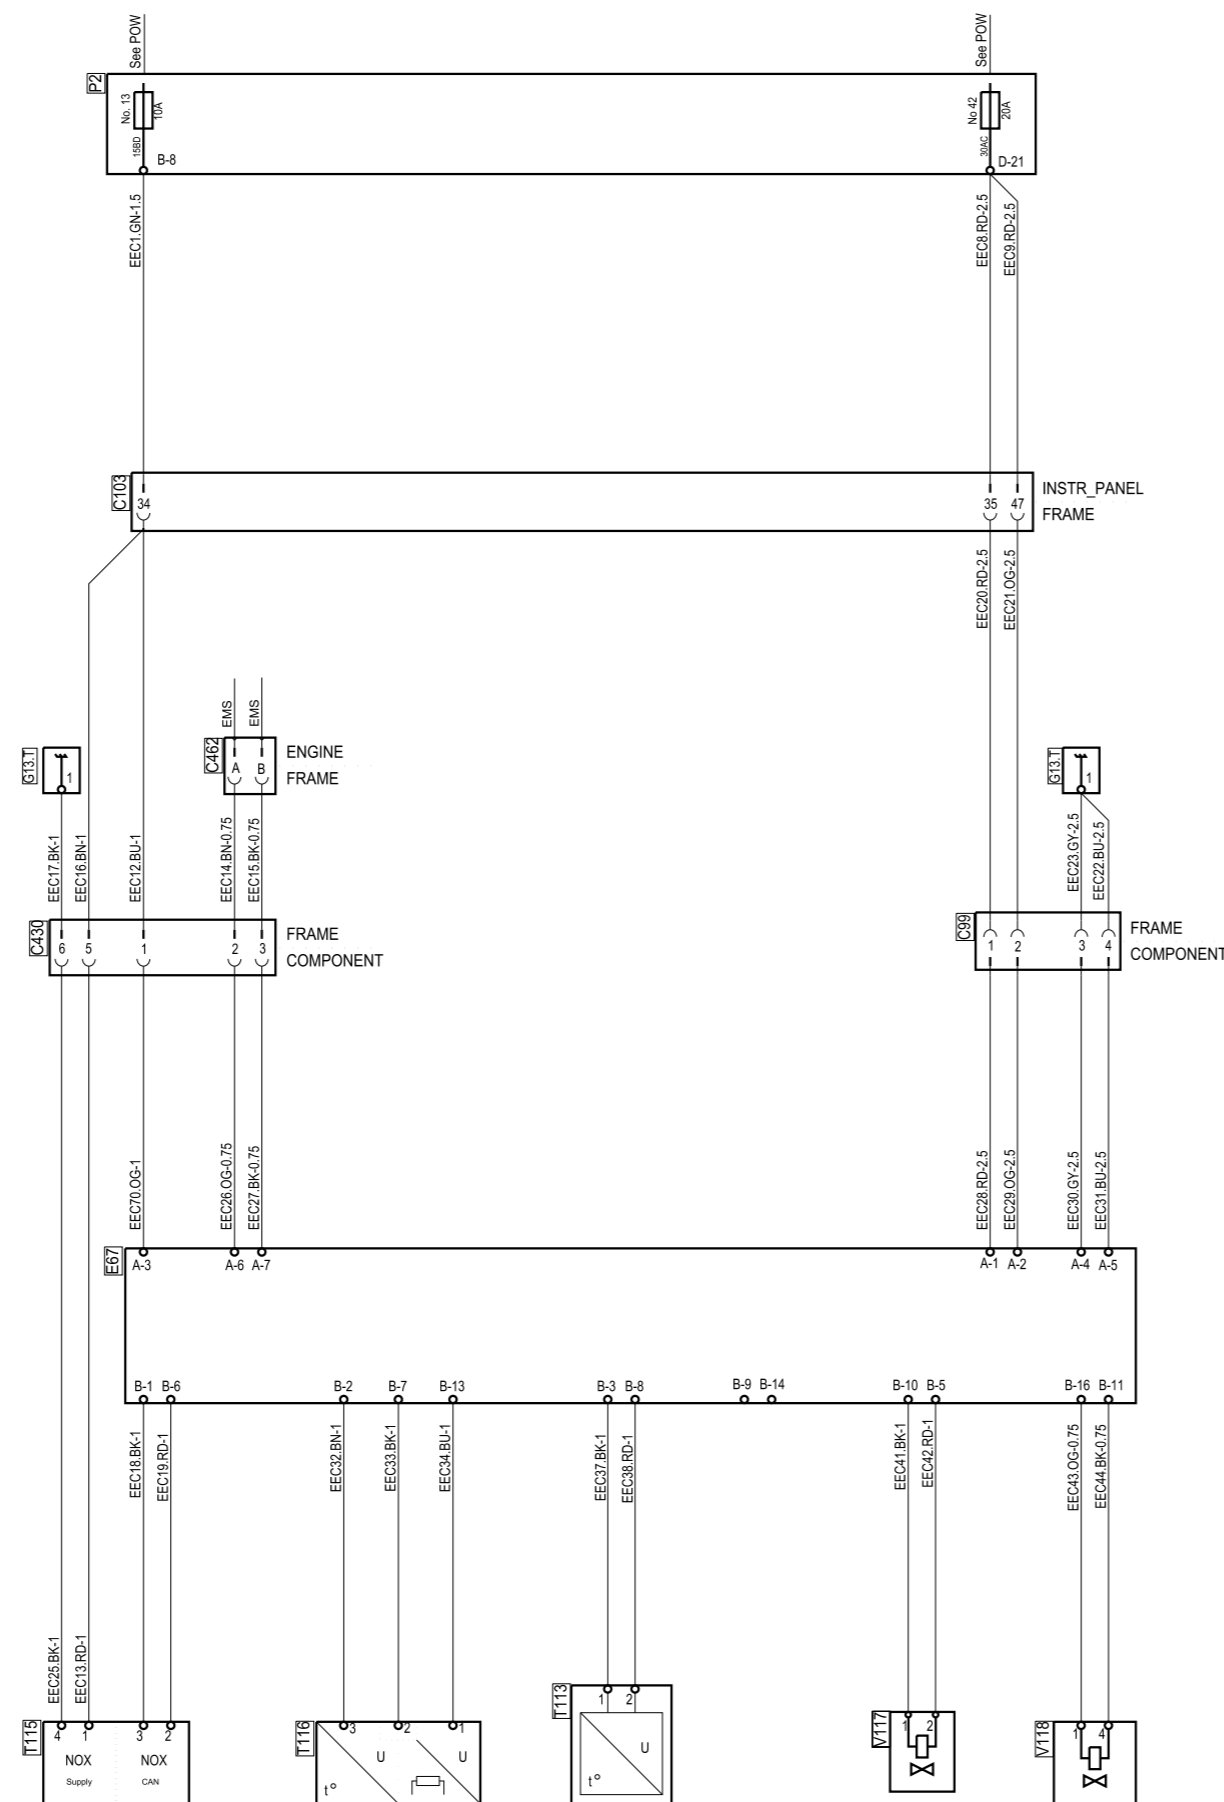 See POW
See POW
P2
No. 13
10A
15BD
B-8
No 42
20A
30AC
D-21
EEC1.GN-1.5
EEC8.RD-2.5
EEC9.RD-2.5
C103
34
35
47
INSTR_PANEL
FRAME
EEC20.RD-2.5
EEC21.OG-2.5
EMS
EMS
C462
A
B
ENGINE
FRAME
G13.T
1
G13.T
1
EEC17.BK-1
EEC16.BN-1
EEC12.BU-1
EEC14.BN-0.75
EEC15.BK-0.75
EEC23.GY-2.5
EEC22.BU-2.5
C430
6
5
1
2
3
FRAME
COMPONENT
C99
1
2
3
4
FRAME
COMPONENT
EEC70.OG-1
EEC26.OG-0.75
EEC27.BK-0.75
EEC28.RD-2.5
EEC29.OG-2.5
EEC30.GY-2.5
EEC31.BU-2.5
E67
A-3
A-6
A-7
A-1
A-2
A-4
A-5
B-1
B-6
B-2
B-7
B-13
B-3
B-8
B-9
B-14
B-10
B-5
B-16
B-11
EEC18.BK-1
EEC19.RD-1
EEC32.BN-1
EEC33.BK-1
EEC34.BU-1
EEC37.BK-1
EEC38.RD-1
EEC41.BK-1
EEC42.RD-1
EEC43.OG-0.75
EEC44.BK-0.75
EEC25.BK-1
EEC13.RD-1
T115
4
1
3
2
NOX
Supply
NOX
CAN
T116
3
2
1
U
U
t°
T113
1
2
U
t°
V117
1
2
V118
1
4